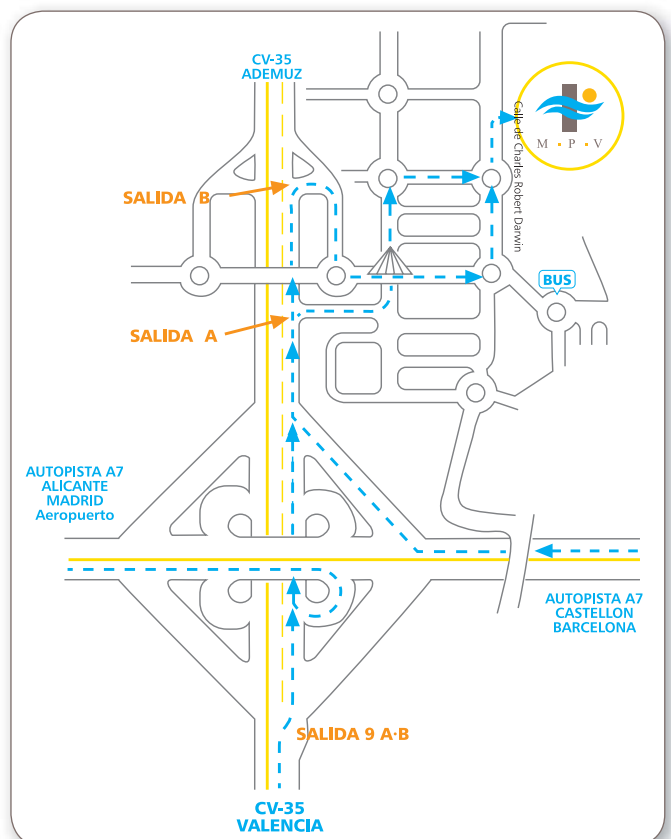 CV-35
ADEMUZ
Calle de Charles Robert Darwin
M · P · V
SALIDA B
BUS
SALIDA A
AUTOPISTA A7
ALICANTE
MADRID
Aeropuerto
AUTOPISTA A7
CASTELLON
BARCELONA
SALIDA 9 A·B
CV-35
VALENCIA